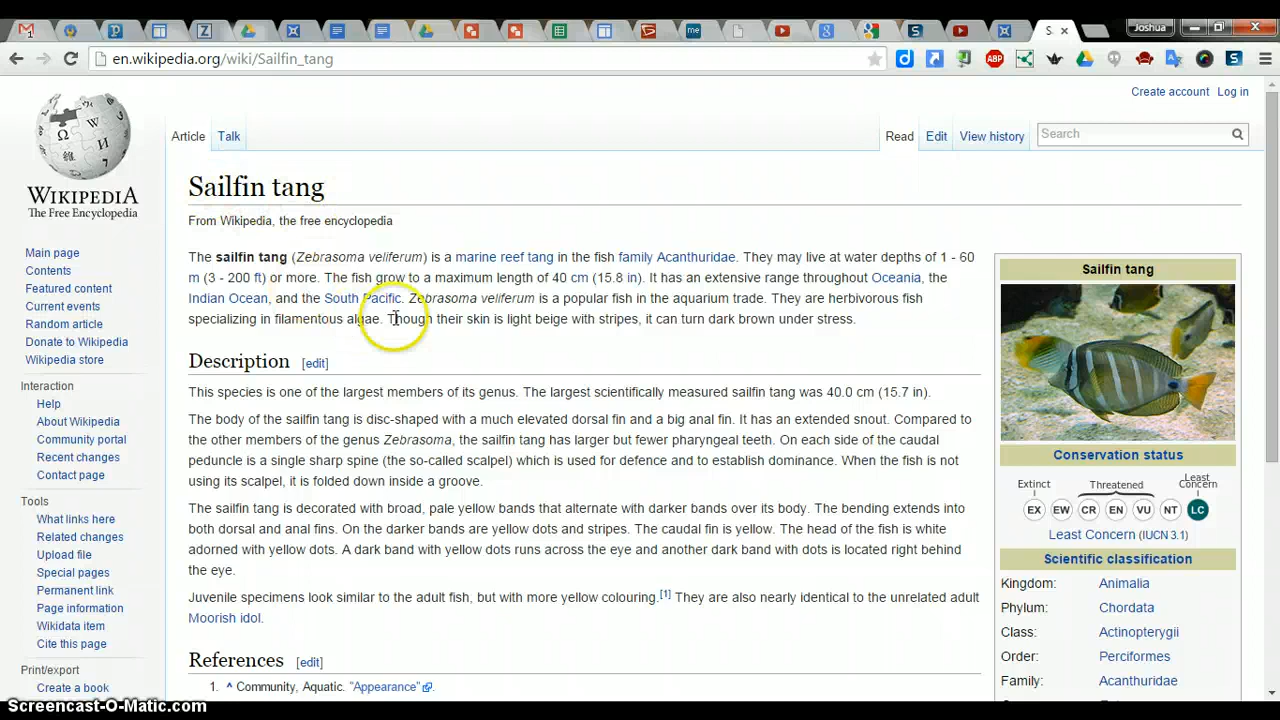 S
Joshua
en.wikipedia.org/wiki/Sailfin_tang
ABP
Create account Log in
Article Talk Read Edit View history Search
WIKIPEDIA
The Free Encyclopedia
Main page
Contents
Featured content
Current events
Random article
Donate to Wikipedia
Wikipedia store
Interaction
Help
About Wikipedia
Community portal
Recent changes
Contact page
Tools
What links here
Related changes
Upload file
Special pages
Permanent link
Page information
Wikidata item
Cite this page
Print/export
Create a book
Sailfin tang
From Wikipedia, the free encyclopedia
The sailfin tang (Zebrasoma veliferum) is a marine reef tang in the fish family Acanthuridae. They may live at water depths of 1 - 60
m (3 - 200 ft) or more. The fish grow to a maximum length of 40 cm (15.8 in). It has an extensive range throughout Oceania, the
Indian Ocean, and the South Pacific. Zebrasoma veliferum is a popular fish in the aquarium trade. They are herbivorous fish
specializing in filamentous algae. Though their skin is light beige with stripes, it can turn dark brown under stress.
Description [edit]
This species is one of the largest members of its genus. The largest scientifically measured sailfin tang was 40.0 cm (15.7 in).
The body of the sailfin tang is disc-shaped with a much elevated dorsal fin and a big anal fin. It has an extended snout. Compared to
the other members of the genus Zebrasoma, the sailfin tang has larger but fewer pharyngeal teeth. On each side of the caudal
peduncle is a single sharp spine (the so-called scalpel) which is used for defence and to establish dominance. When the fish is not
using its scalpel, it is folded down inside a groove.
The sailfin tang is decorated with broad, pale yellow bands that alternate with darker bands over its body. The bending extends into
both dorsal and anal fins. On the darker bands are yellow dots and stripes. The caudal fin is yellow. The head of the fish is white
adorned with yellow dots. A dark band with yellow dots runs across the eye and another dark band with dots is located right behind
the eye.
Juvenile specimens look similar to the adult fish, but with more yellow colouring.[1] They are also nearly identical to the unrelated adult
Moorish idol.
References [edit]
1. ^ Community, Aquatic. "Appearance".
Sailfin tang
Conservation status
Extinct Threatened Least Concern
EX EW CR EN VU NT LC
Least Concern (IUCN 3.1)
Scientific classification
Kingdom: Animalia
Phylum: Chordata
Class: Actinopterygii
Order: Perciformes
Family: Acanthuridae
Screencast-O-Matic.com